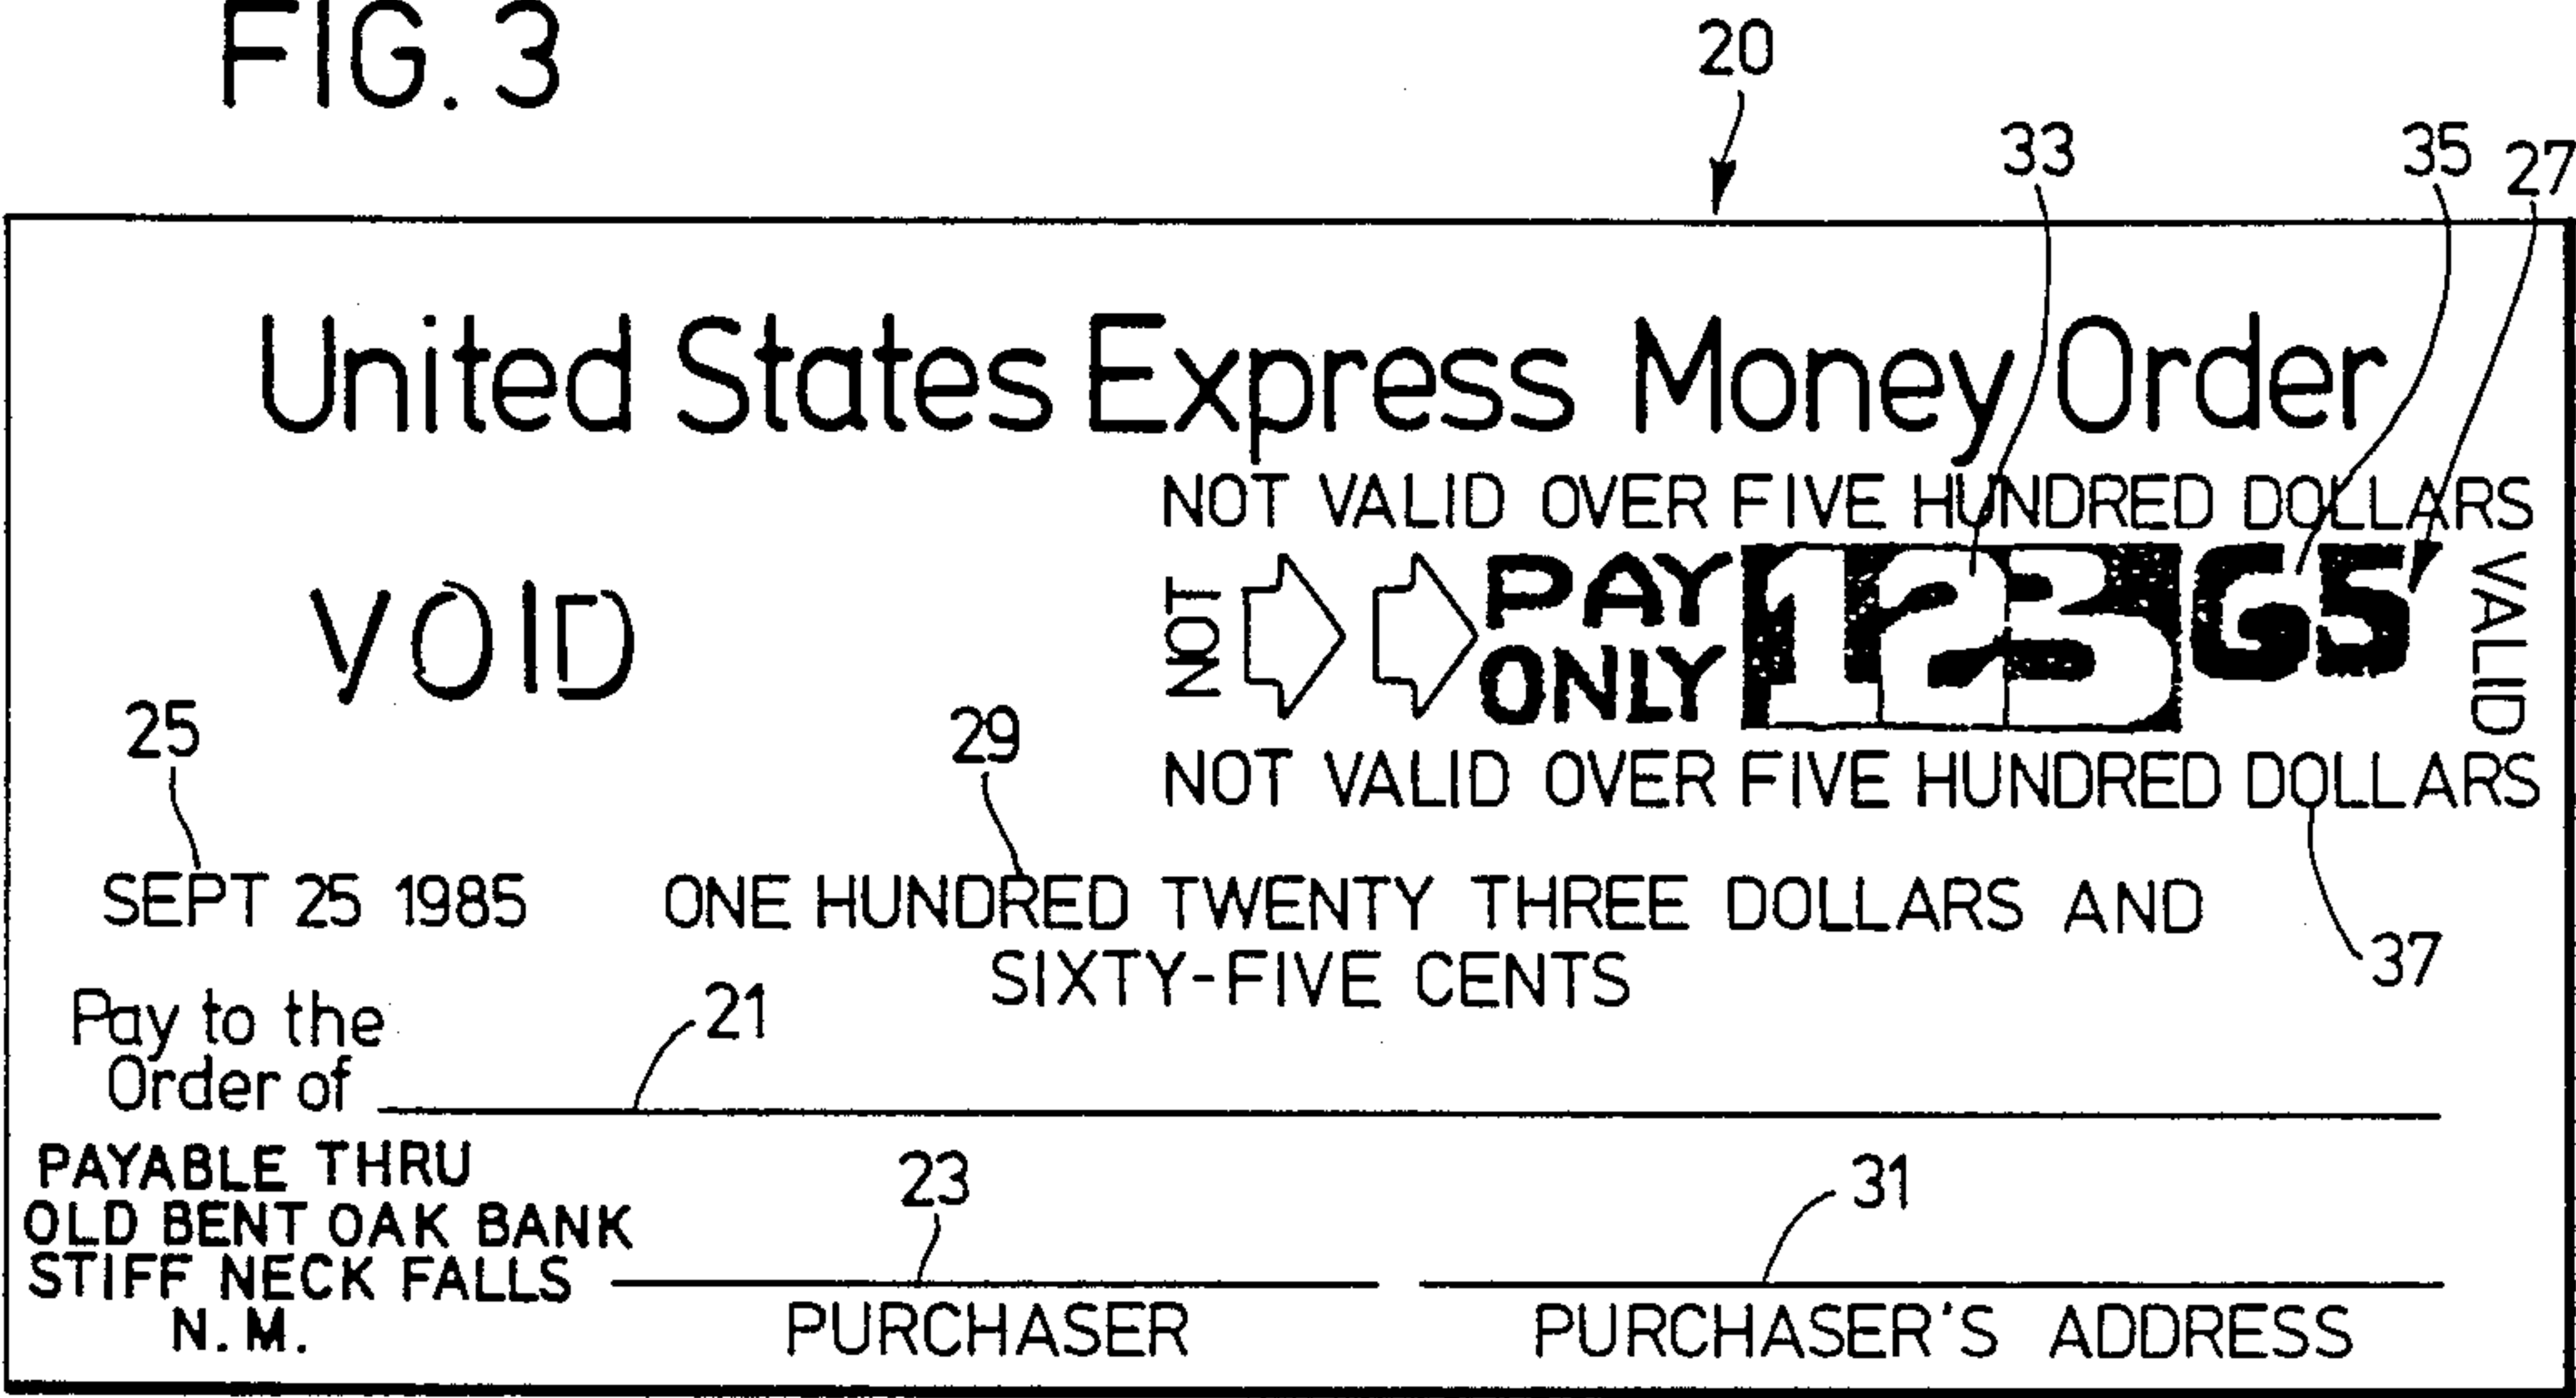 FIG. 3
20
33
35
27
United States Express Money Order
NOT VALID OVER FIVE HUNDRED DOLLARS
VOID
NOT
PAY
ONLY
123 65
VALID
NOT VALID OVER FIVE HUNDRED DOLLARS
25
29
SEPT 25 1985
ONE HUNDRED TWENTY THREE DOLLARS AND
SIXTY-FIVE CENTS
37
Pay to the
Order of
21
PAYABLE THRU
OLD BENT OAK BANK
STIFF NECK FALLS
N. M.
23
31
PURCHASER
PURCHASER'S ADDRESS